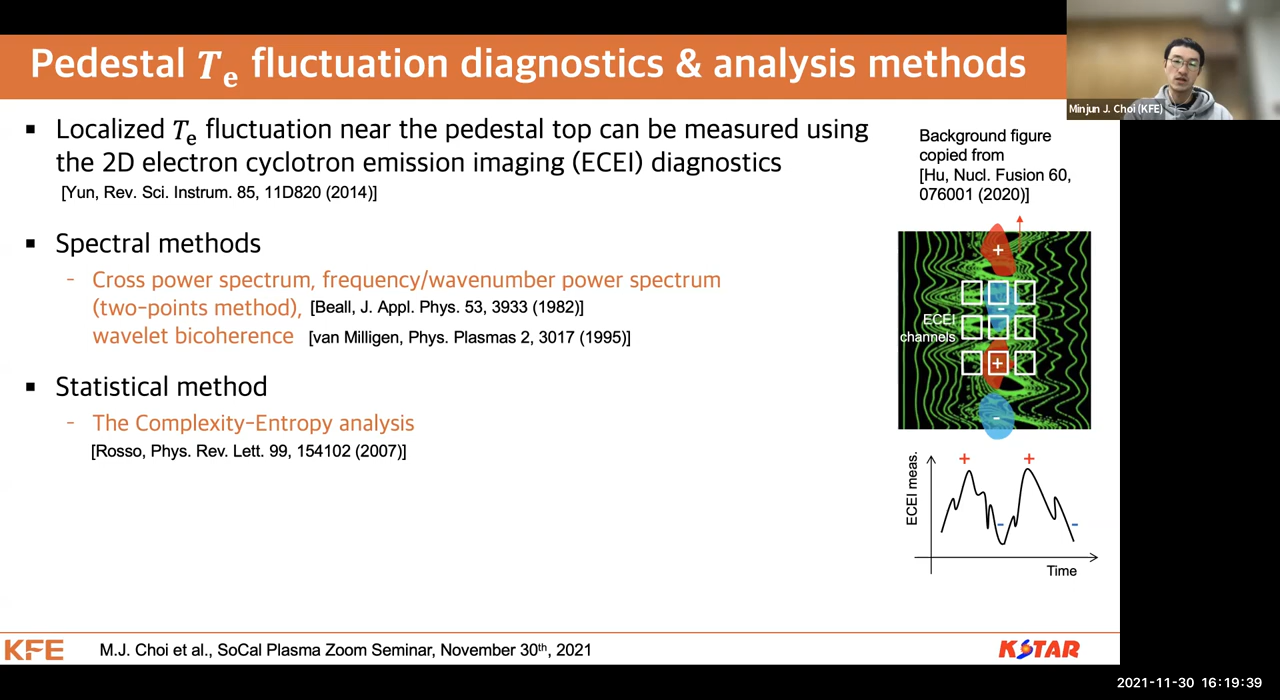 Pedestal Te fluctuation diagnostics & analysis methods
Minjun J. Choi (KFE)
▪ Localized Te fluctuation near the pedestal top can be measured using
the 2D electron cyclotron emission imaging (ECEI) diagnostics
[Yun, Rev. Sci. Instrum. 85, 11D820 (2014)]
▪ Spectral methods
- Cross power spectrum, frequency/wavenumber power spectrum
(two-points method), [Beall, J. Appl. Phys. 53, 3933 (1982)]
wavelet bicoherence [van Milligen, Phys. Plasmas 2, 3017 (1995)]
▪ Statistical method
- The Complexity-Entropy analysis
[Rosso, Phys. Rev. Lett. 99, 154102 (2007)]
Background figure
copied from
[Hu, Nucl. Fusion 60,
076001 (2020)]
+
-
ECEI
channels
+
-
ECEI meas.
+ +
- -
Time
KFE
M.J. Choi et al., SoCal Plasma Zoom Seminar, November 30th, 2021
KSTAR
2021-11-30 16:19:39